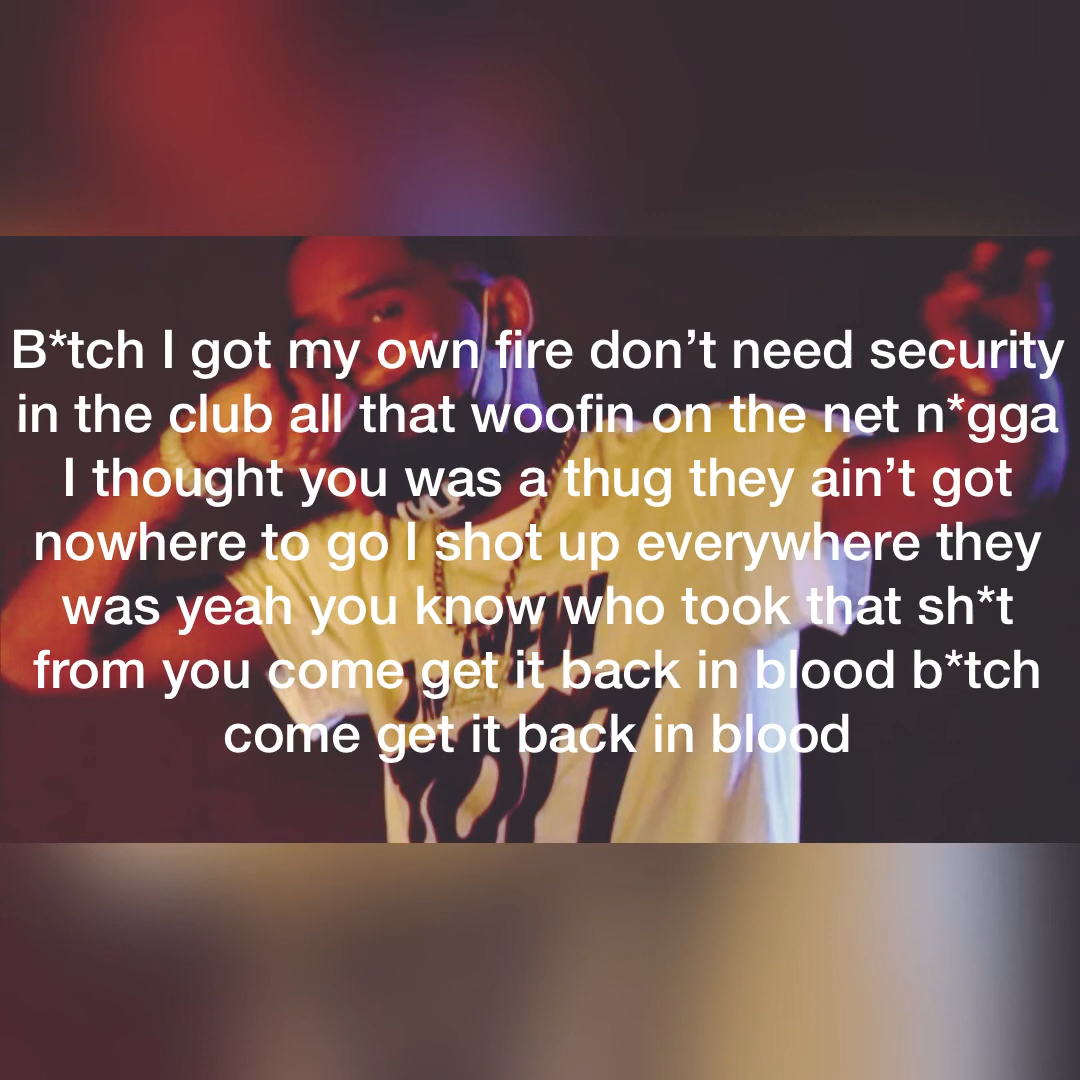 B*tch I got my own fire don’t need security
in the club all that woofin on the net n*gga
I thought you was a thug they ain’t got
nowhere to go I shot up everywhere they
was yeah you know who took that sh*t
from you come get it back in blood b*tch
come get it back in blood